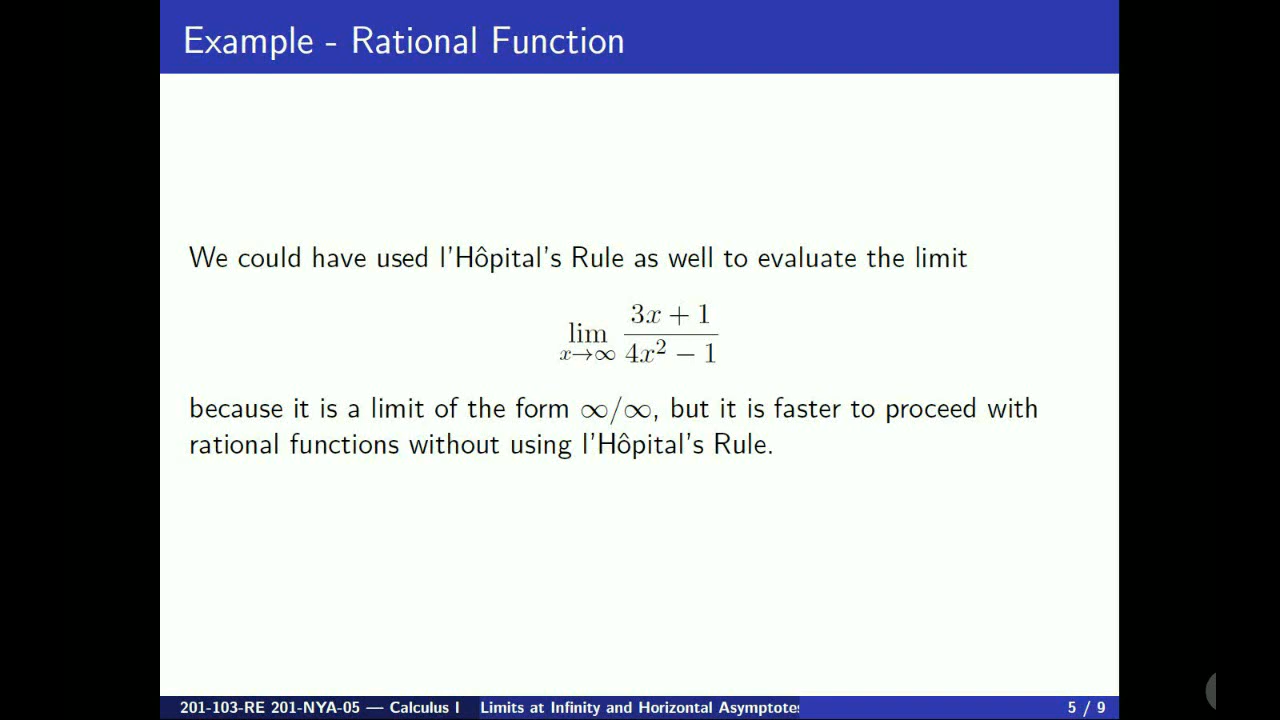 Example - Rational Function
We could have used l'Hôpital's Rule as well to evaluate the limit
lim x→∞ (3x + 1)/(4x² − 1)
because it is a limit of the form ∞/∞, but it is faster to proceed with
rational functions without using l'Hôpital's Rule.
201-103-RE 201-NYA-05 — Calculus I Limits at Infinity and Horizontal Asymptotes 5 / 9